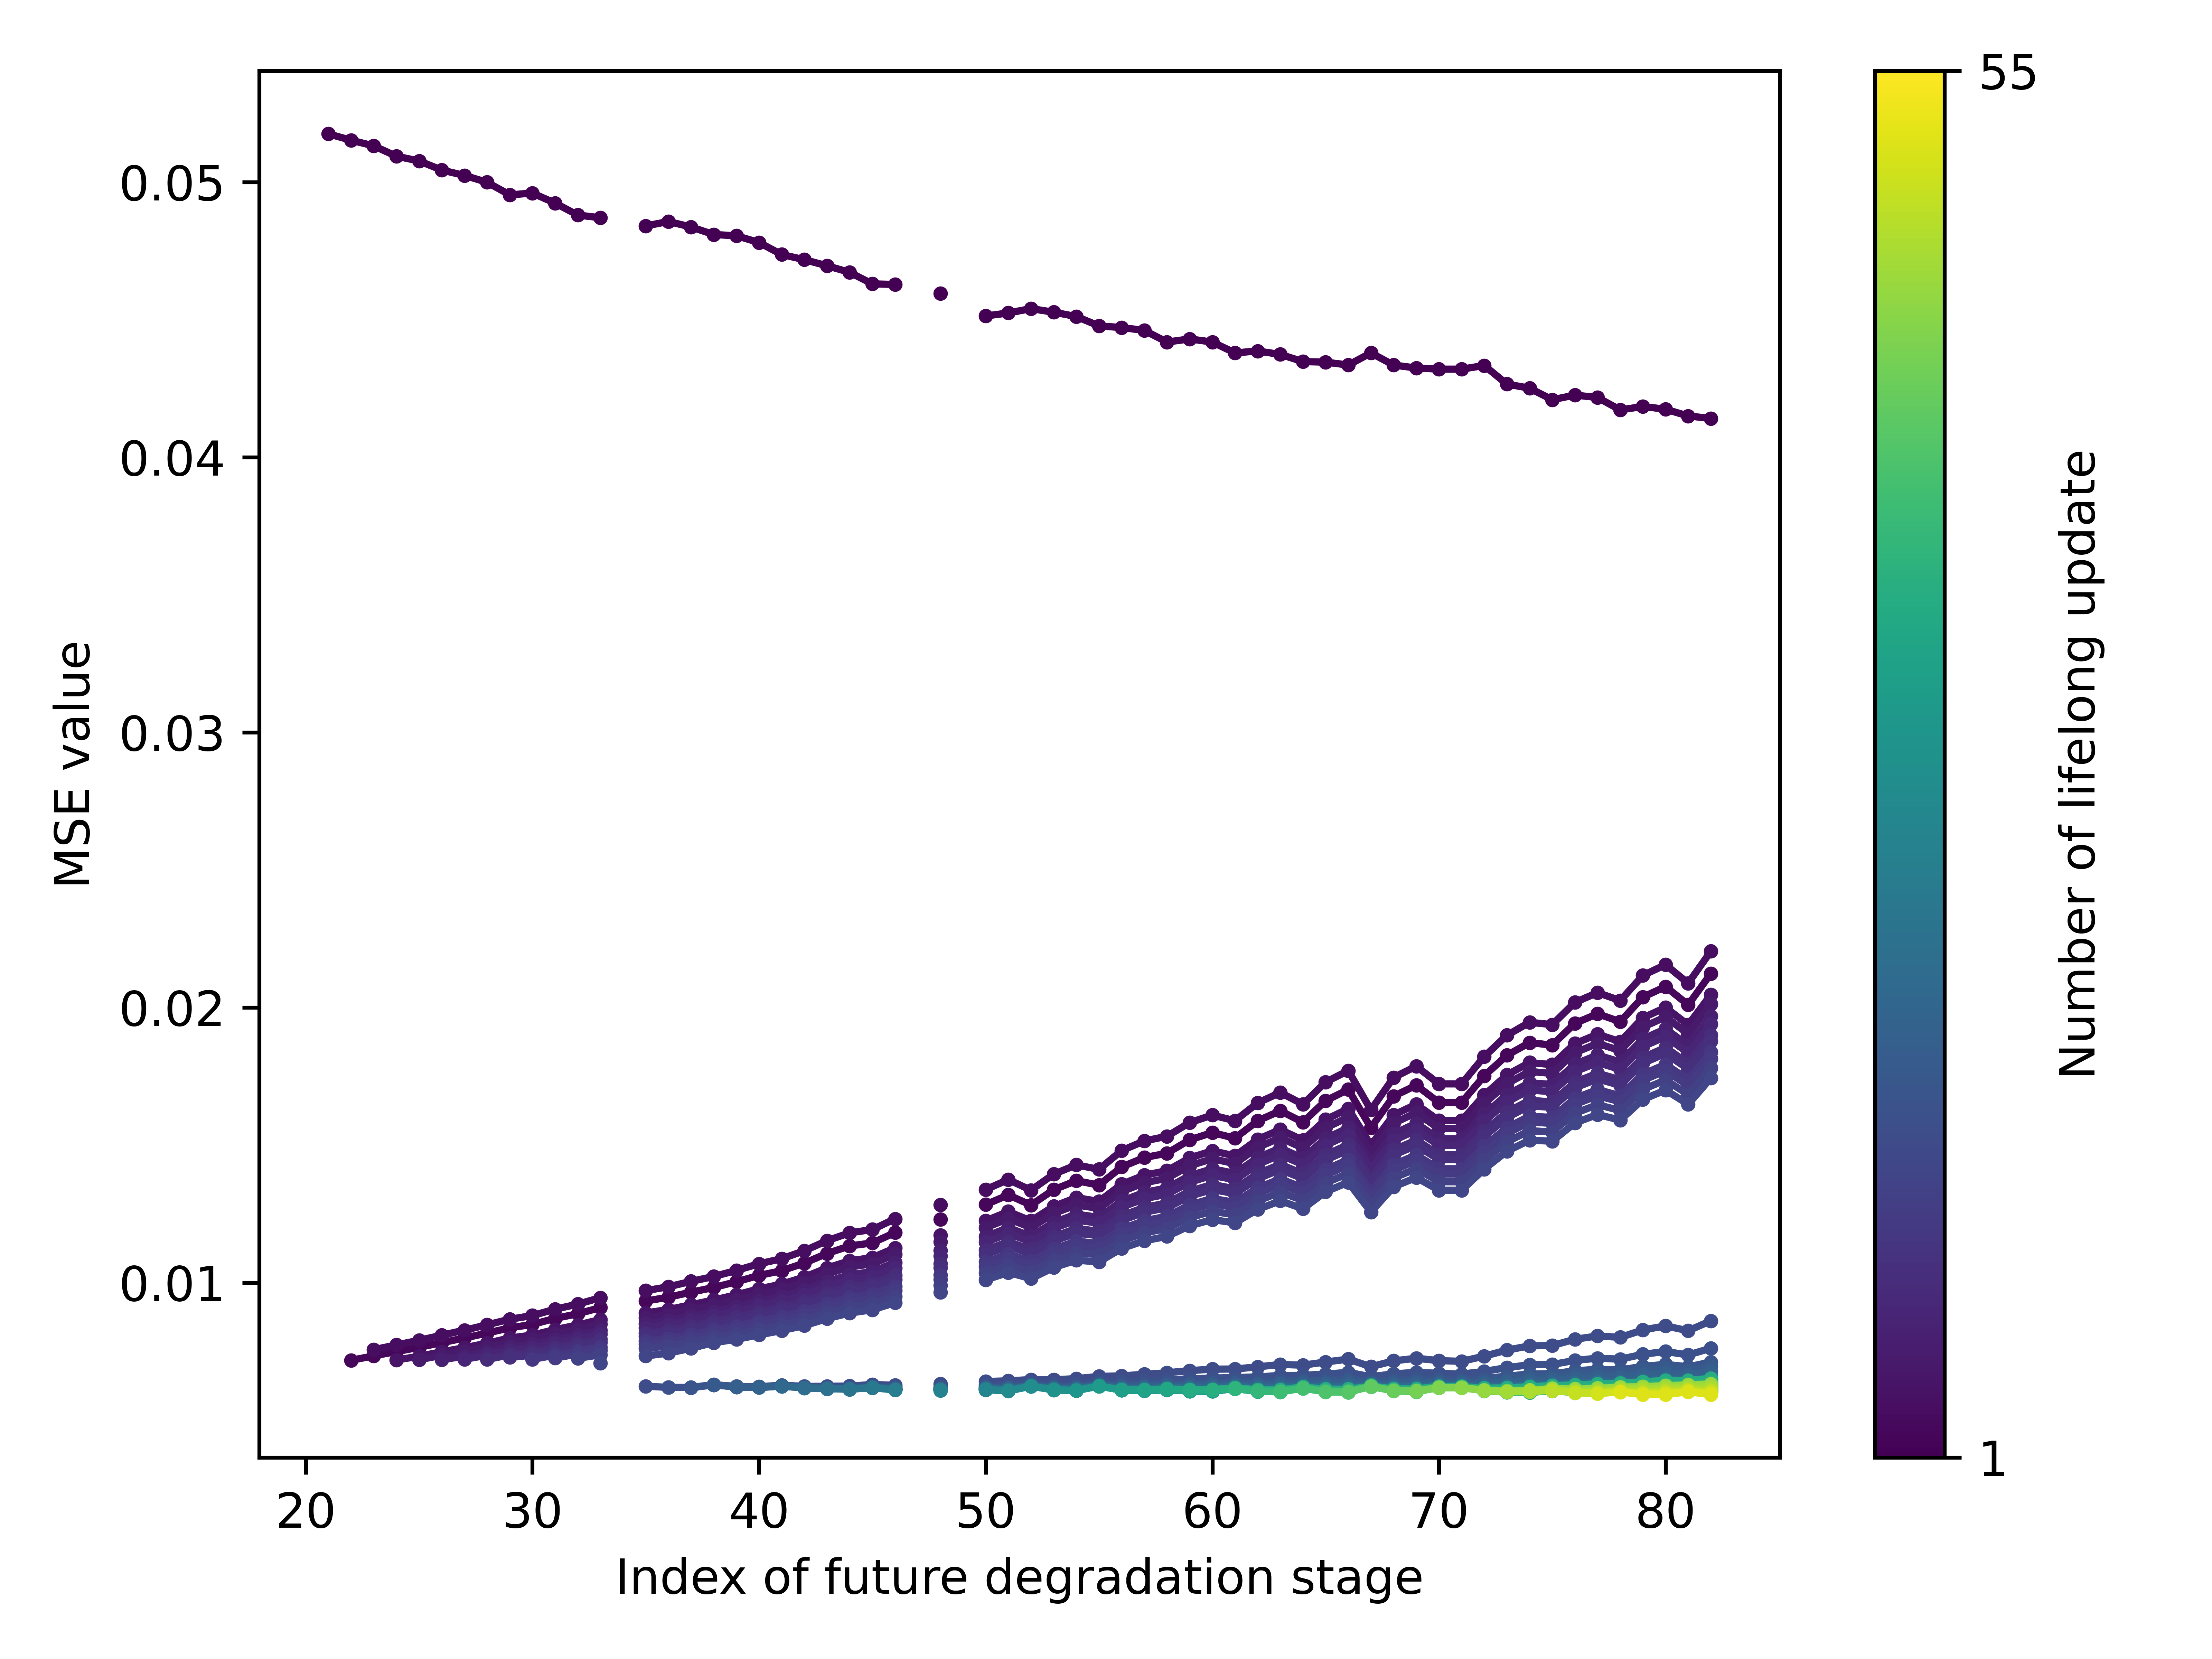 55
0.05
0.04
0.03
0.02
0.01
MSE value
Number of lifelong update
1
20 30 40 50 60 70 80
Index of future degradation stage